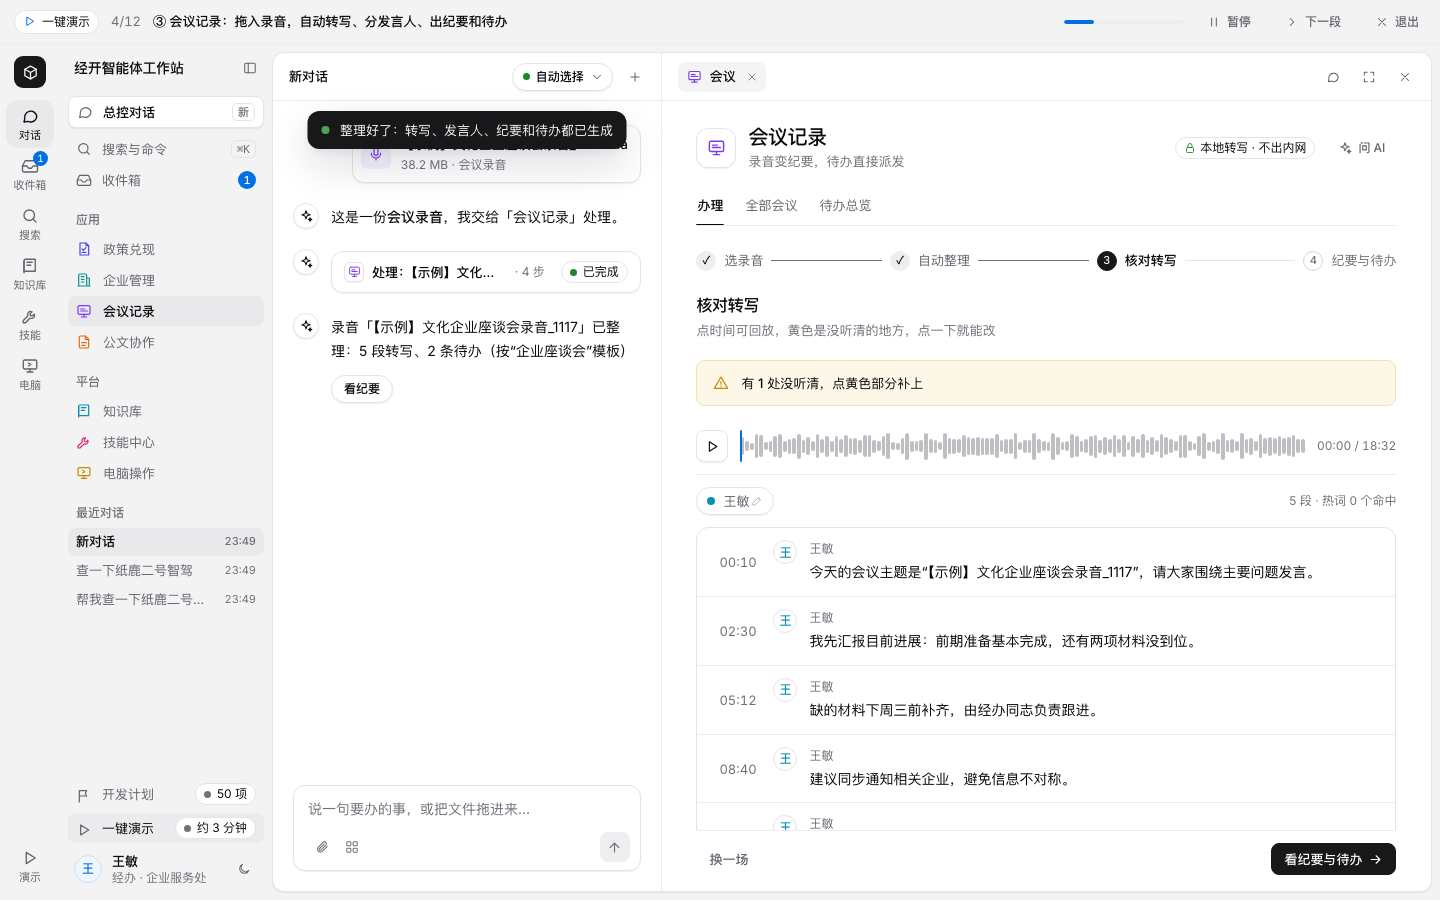 一键演示
4/12
③ 会议记录：拖入录音，自动转写、分发言人、出纪要和待办
暂停
下一段
退出
对话
1
收件箱
搜索
知识库
技能
电脑
演示
经开智能体工作站
总控对话
新
搜索与命令
⌘K
收件箱
1
应用
政策兑现
企业管理
会议记录
公文协作
平台
知识库
技能中心
电脑操作
最近对话
新对话 23:49
查一下纸鹿二号智驾 23:49
帮我查一下纸鹿二号... 23:49
开发计划
50 项
一键演示
约 3 分钟
王
王敏
经办 · 企业服务处
新对话
自动选择
整理好了：转写、发言人、纪要和待办都已生成
38.2 MB · 会议录音
这是一份会议录音，我交给「会议记录」处理。
处理：【示例】文化... · 4 步
已完成
录音「【示例】文化企业座谈会录音_1117」已整
理：5 段转写、2 条待办（按“企业座谈会”模板）
看纪要
说一句要办的事，或把文件拖进来...
会议
会议记录
录音变纪要，待办直接派发
本地转写 · 不出内网
问 AI
办理
全部会议
待办总览
选录音
自动整理
3 核对转写
4 纪要与待办
核对转写
点时间可回放，黄色是没听清的地方，点一下就能改
有 1 处没听清，点黄色部分补上
00:00 / 18:32
王敏
5 段 · 热词 0 个命中
00:10
王
王敏
今天的会议主题是“【示例】文化企业座谈会录音_1117”，请大家围绕主要问题发言。
02:30
王
王敏
我先汇报目前进展：前期准备基本完成，还有两项材料没到位。
05:12
王
王敏
缺的材料下周三前补齐，由经办同志负责跟进。
08:40
王
王敏
建议同步通知相关企业，避免信息不对称。
王
王敏
换一场
看纪要与待办 →